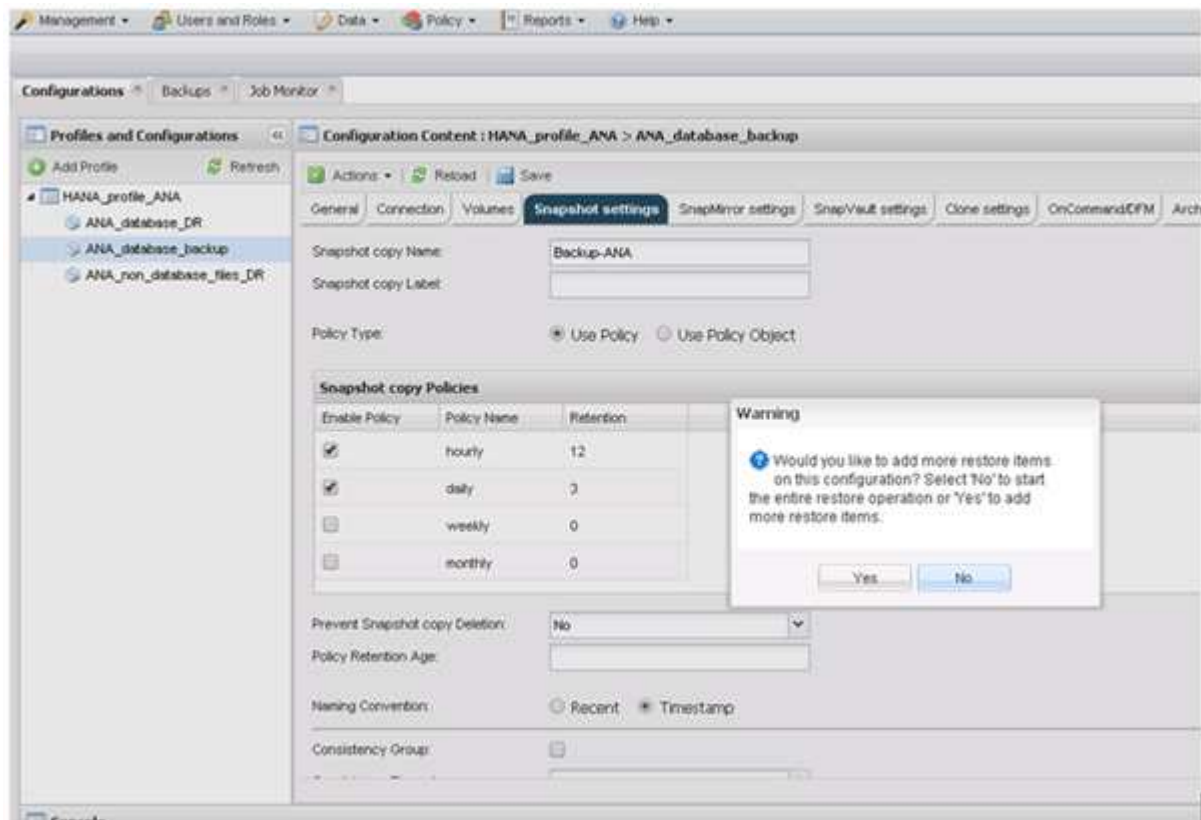 Management Users and Roles Data Policy Reports Help
Configurations Backups Job Monitor
Profiles and Configurations
Configuration Content : HANA_profile_ANA > ANA_database_backup
Add Profile Refresh
Actions Reload Save
HANA_profile_ANA
ANA_database_DR
ANA_database_backup
ANA_non_database_files_DR
General Connection Volumes Snapshot settings SnapMirror settings SnapVault settings Clone settings OnCommand/DFM Arch
Snapshot copy Name: Backup-ANA
Snapshot copy Label:
Policy Type: Use Policy Use Policy Object
Snapshot copy Policies
Enable Policy Policy Name Retention
hourly 12
daily 3
weekly 0
monthly 0
Warning
Would you like to add more restore items
on this configuration? Select 'No' to start
the entire restore operation or 'Yes' to add
more restore items.
Yes No
Prevent Snapshot copy Deletion: No
Policy Retention Age:
Naming Convention: Recent Timestamp
Consistency Group: